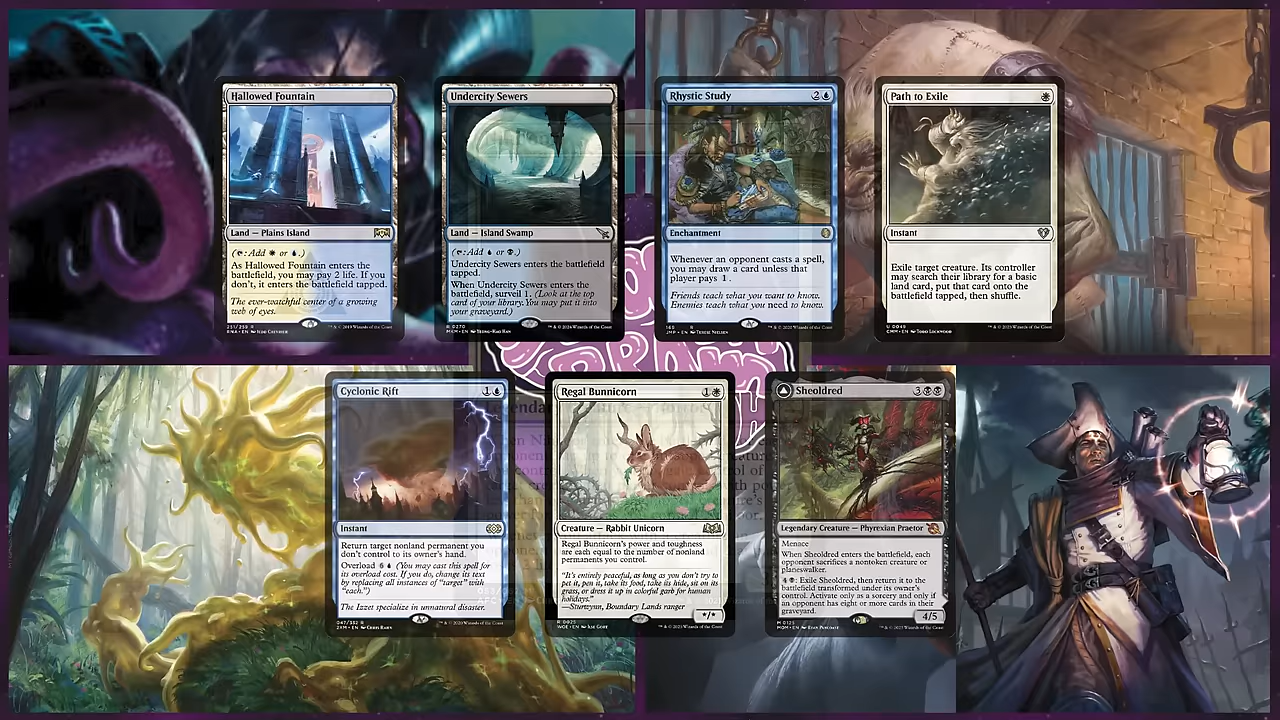 Hallowed Fountain
Land — Plains Island
(T: Add W or U.)
As Hallowed Fountain enters the
battlefield, you may pay 2 life. If you
don't, it enters the battlefield tapped.
The ever-watchful center of a growing
web of eyes.
Undercity Sewers
Land — Island Swamp
(T: Add U or B.)
Undercity Sewers enters the battlefield
tapped.
When Undercity Sewers enters the
battlefield, surveil 1. (Look at the top
card of your library. You may put it into
your graveyard.)
Rhystic Study 2
Enchantment
Whenever an opponent casts a spell,
you may draw a card unless that
player pays 1.
Friends teach what you want to know.
Enemies teach what you need to know.
Path to Exile
Instant
Exile target creature. Its controller
may search their library for a basic
land card, put that card onto the
battlefield tapped, then shuffle.
Cyclonic Rift 1
Instant
Return target nonland permanent you
don't control to its owner's hand.
Overload 6 (You may cast this spell for
its overload cost. If you do, change its text
by replacing all instances of "target" with
"each.")
The Izzet specialize in unnatural disaster.
Regal Bunnicorn 1
Creature — Rabbit Unicorn
Regal Bunnicorn's power and toughness
are each equal to the number of nonland
permanents you control.
"It's entirely peaceful, as long as you don't try to
pet it, pen it, take its food, take its hide, sit on its
grass, or dress it up in colorful garb for human
holidays."
—Sturwynn, Boundary Lands ranger
*/*
Sheoldred 3
Legendary Creature — Phyrexian Praetor
Menace
When Sheoldred enters the battlefield, each
opponent sacrifices a nontoken creature or
planeswalker.
4: Exile Sheoldred, then return it to the
battlefield transformed under its owner's
control. Activate only as a sorcery and only if
an opponent has eight or more cards in their
graveyard.
4/5